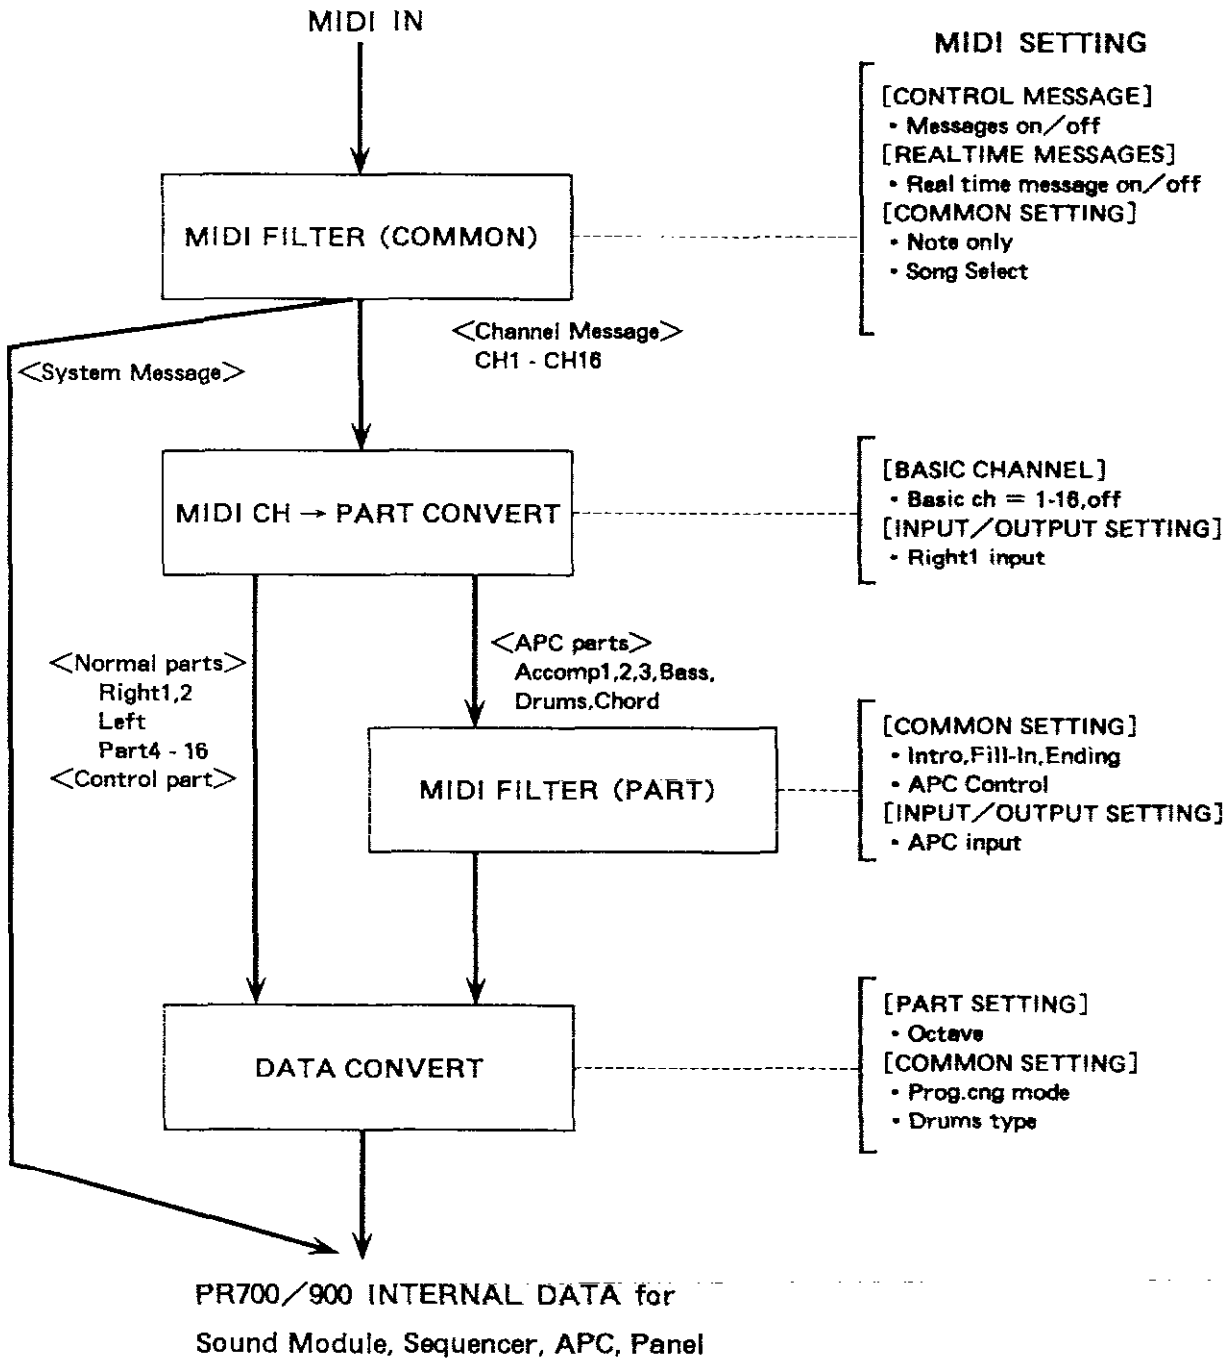 MIDI IN
MIDI SETTING
[CONTROL MESSAGE]
・Messages on／off
[REALTIME MESSAGES]
・Real time message on／off
[COMMON SETTING]
・Note only
・Song Select
MIDI FILTER (COMMON)
<Channel Message>
CH1 - CH16
<System Message>
MIDI CH → PART CONVERT
[BASIC CHANNEL]
・Basic ch = 1-16,off
[INPUT／OUTPUT SETTING]
・Right1 input
<Normal parts>
Right1,2
Left
Part4 - 16
<Control part>
<APC parts>
Accomp1,2,3,Bass,
Drums,Chord
MIDI FILTER (PART)
[COMMON SETTING]
・Intro,Fill-In,Ending
・APC Control
[INPUT／OUTPUT SETTING]
・APC input
DATA CONVERT
[PART SETTING]
・Octave
[COMMON SETTING]
・Prog.cng mode
・Drums type
PR700／900 INTERNAL DATA for
Sound Module, Sequencer, APC, Panel